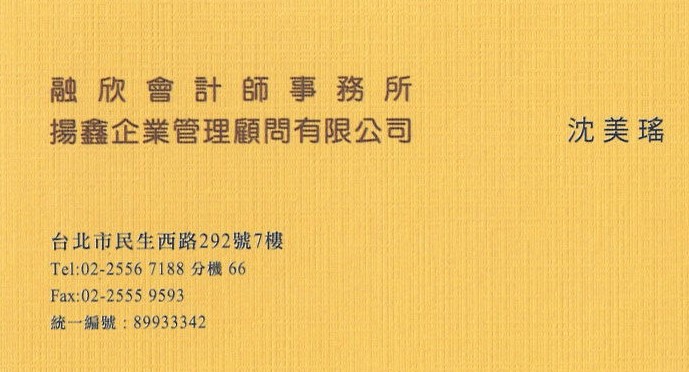 融欣會計師事務所
揚鑫企業管理顧問有限公司
沈美瑤
台北市民生西路292號7樓
Tel:02-2556 7188 分機 66
Fax:02-2555 9593
統一編號：89933342